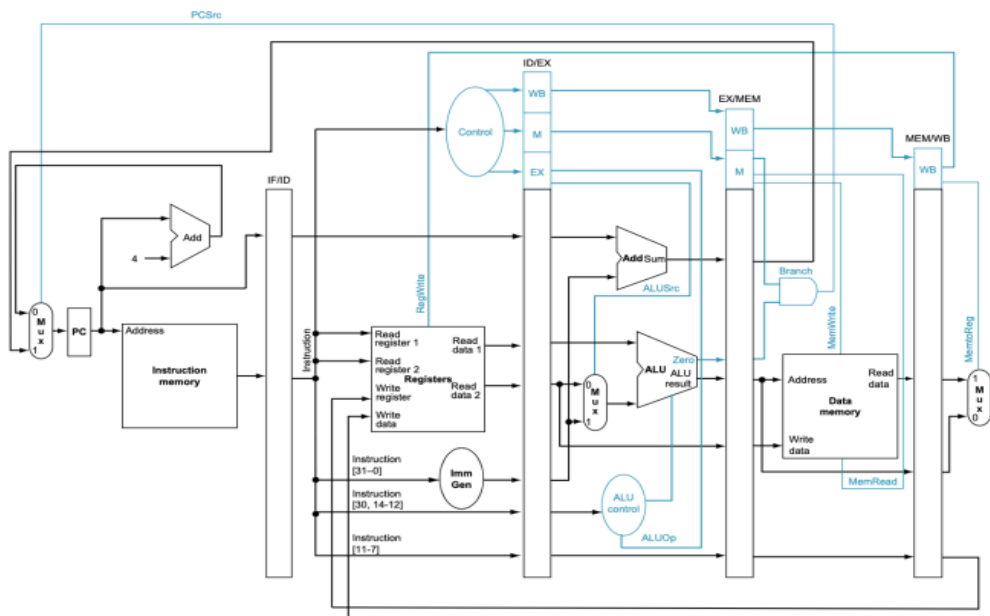 PCSrc
ID/EX
WB
EX/MEM
Control
M
WB
MEM/WB
EX
M
WB
IF/ID
Add
4
Add Sum
Branch
RegWrite
ALUSrc
MemWrite
MemtoReg
0
M
u
x
1
PC
Address
Instruction
memory
Instruction
Read
register 1
Read
data 1
Read
register 2
Registers
Read
data 2
Write
register
Write
data
Zero
ALU
ALU
result
0
M
u
x
1
Address
Read
data
Data
memory
Write
data
1
M
u
x
0
Instruction
[31–0]
Imm
Gen
MemRead
Instruction
[30, 14-12]
ALU
control
Instruction
[11-7]
ALUOp